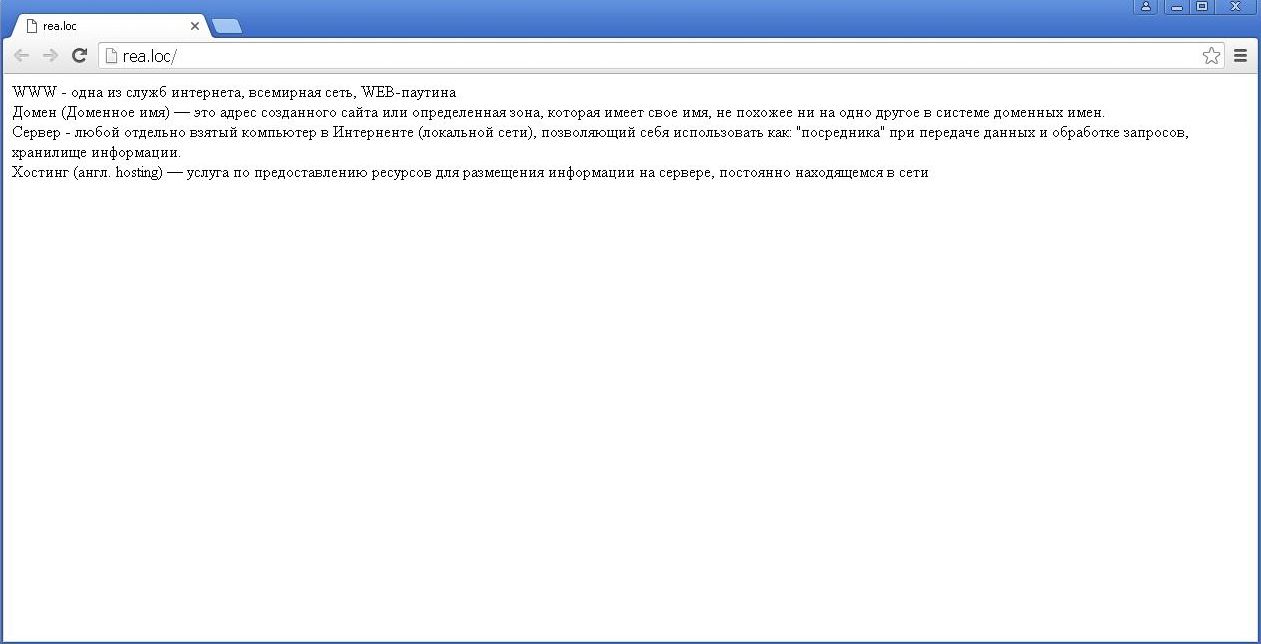 rea.loc
rea.loc/
WWW - одна из служб интернета, всемирная сеть, WEB-паутина
Домен (Доменное имя) — это адрес созданного сайта или определенная зона, которая имеет свое имя, не похожее ни на одно другое в системе доменных имен.
Сервер - любой отдельно взятый компьютер в Интерненте (локальной сети), позволяющий себя использовать как: "посредника" при передаче данных и обработке запросов,
хранилище информации.
Хостинг (англ. hosting) — услуга по предоставлению ресурсов для размещения информации на сервере, постоянно находящемся в сети